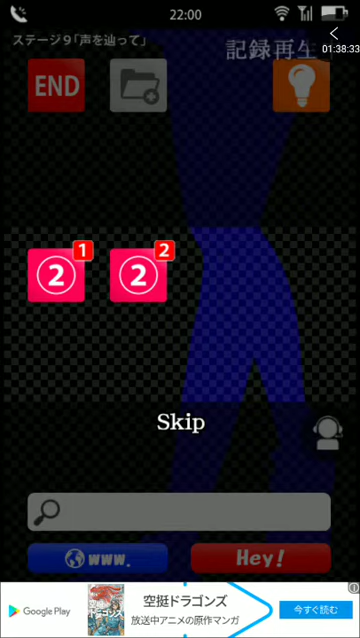 22:00
ステージ9「声を辿って」
記録再生
01:38:33
END
1
2
2
2
Skip
www.
Hey!
Google Play
空挺ドラゴンズ
放送中アニメの原作マンガ
今すぐ読む